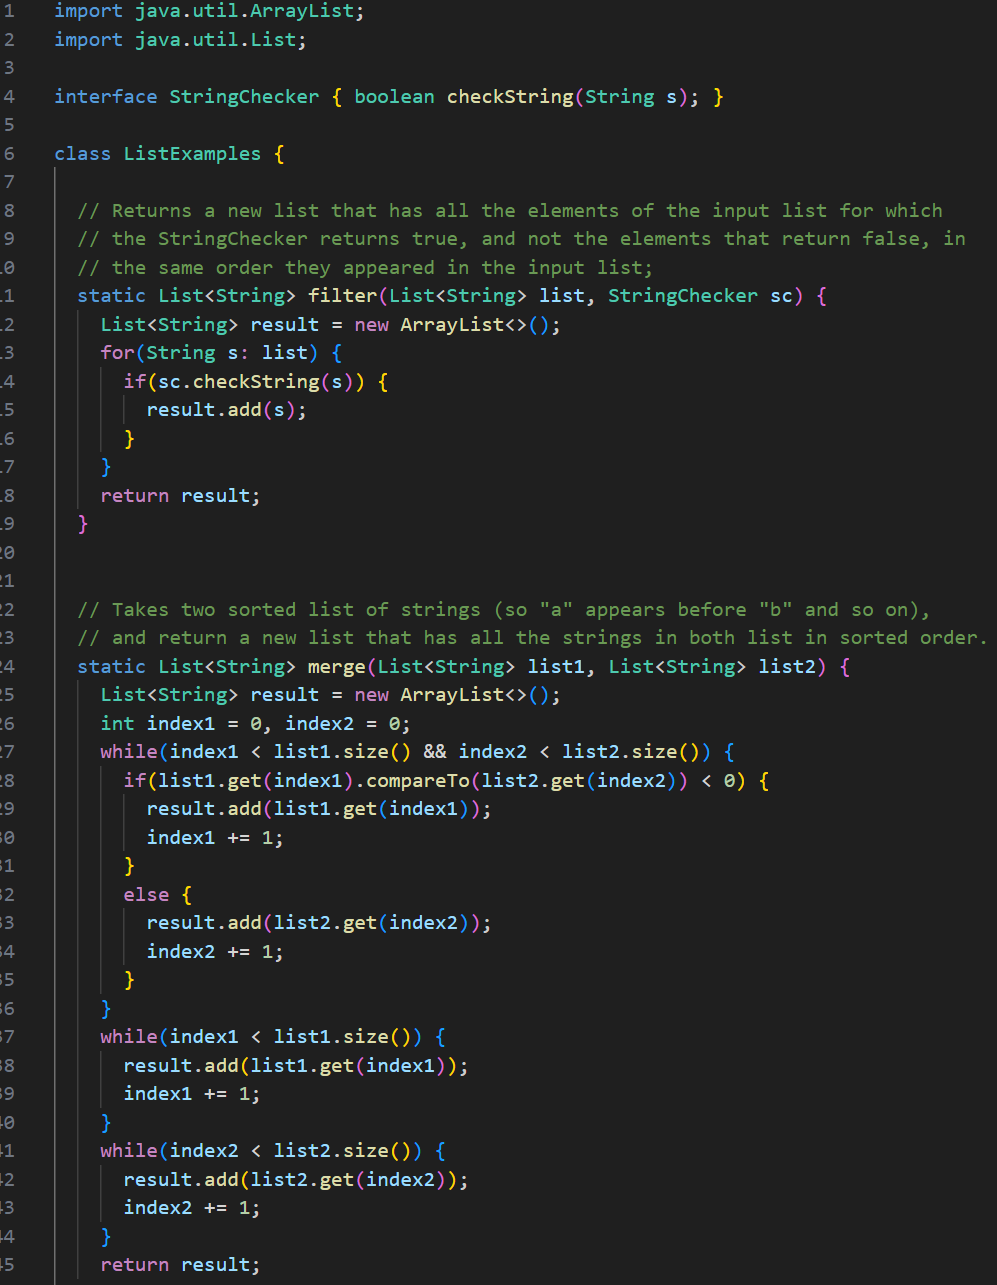 1 import java.util.ArrayList;
2 import java.util.List;
3
4 interface StringChecker { boolean checkString(String s); }
5
6 class ListExamples {
7
8   // Returns a new list that has all the elements of the input list for which
9   // the StringChecker returns true, and not the elements that return false, in
10   // the same order they appeared in the input list;
11   static List<String> filter(List<String> list, StringChecker sc) {
12     List<String> result = new ArrayList<>();
13     for(String s: list) {
14       if(sc.checkString(s)) {
15         result.add(s);
16       }
17     }
18     return result;
19   }
20
21
22   // Takes two sorted list of strings (so "a" appears before "b" and so on),
23   // and return a new list that has all the strings in both list in sorted order.
24   static List<String> merge(List<String> list1, List<String> list2) {
25     List<String> result = new ArrayList<>();
26     int index1 = 0, index2 = 0;
27     while(index1 < list1.size() && index2 < list2.size()) {
28       if(list1.get(index1).compareTo(list2.get(index2)) < 0) {
29         result.add(list1.get(index1));
30         index1 += 1;
31       }
32       else {
33         result.add(list2.get(index2));
34         index2 += 1;
35       }
36     }
37     while(index1 < list1.size()) {
38       result.add(list1.get(index1));
39       index1 += 1;
40     }
41     while(index2 < list2.size()) {
42       result.add(list2.get(index2));
43       index2 += 1;
44     }
45     return result;